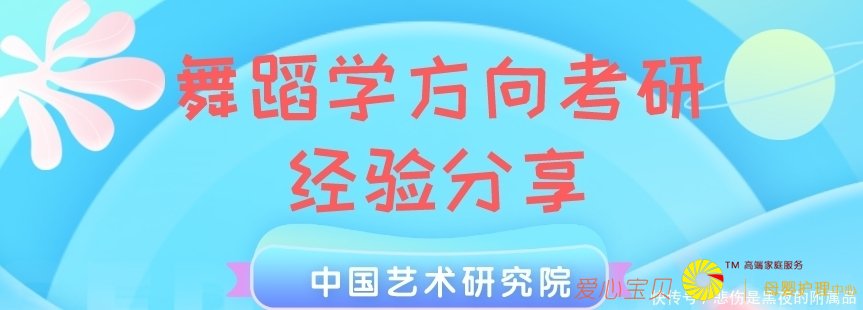 舞蹈学方向考研
经验分享
中国艺术研究院
爱心宝贝
TM 高端家庭服务
母婴护理中心
快传号/悲伤是黑夜的附属品